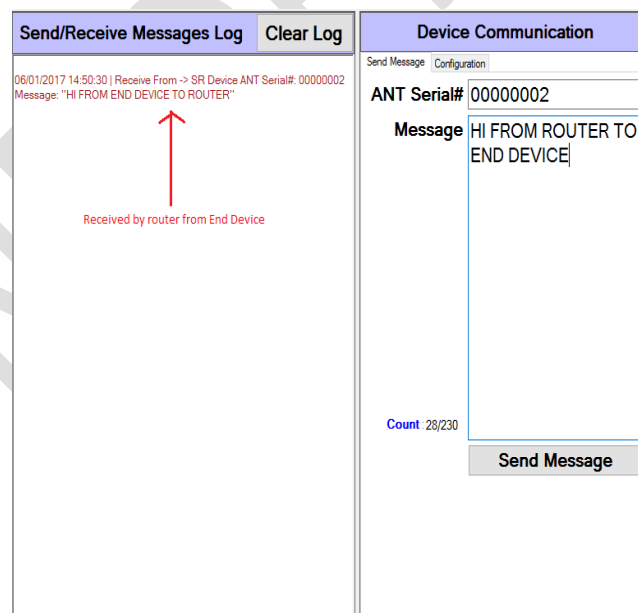 Send/Receive Messages Log
Clear Log
06/01/2017 14:50:30 | Receive From -> SR Device ANT Serial#: 00000002
Message: "HI FROM END DEVICE TO ROUTER"
Received by router from End Device
Device Communication
Send Message
Configuration
ANT Serial# 00000002
Message HI FROM ROUTER TO
END DEVICE
Count : 28/230
Send Message